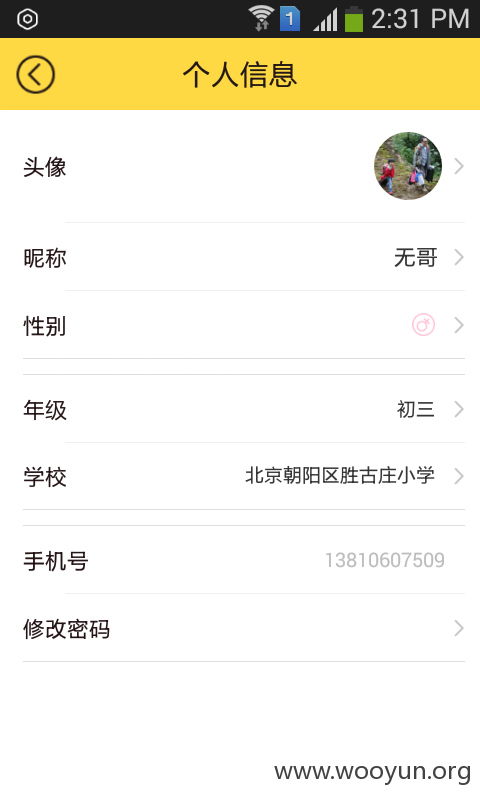 1 2:31 PM
个人信息
头像
昵称 无哥
性别
年级 初三
学校 北京朝阳区胜古庄小学
手机号 13810607509
修改密码
www.wooyun.org